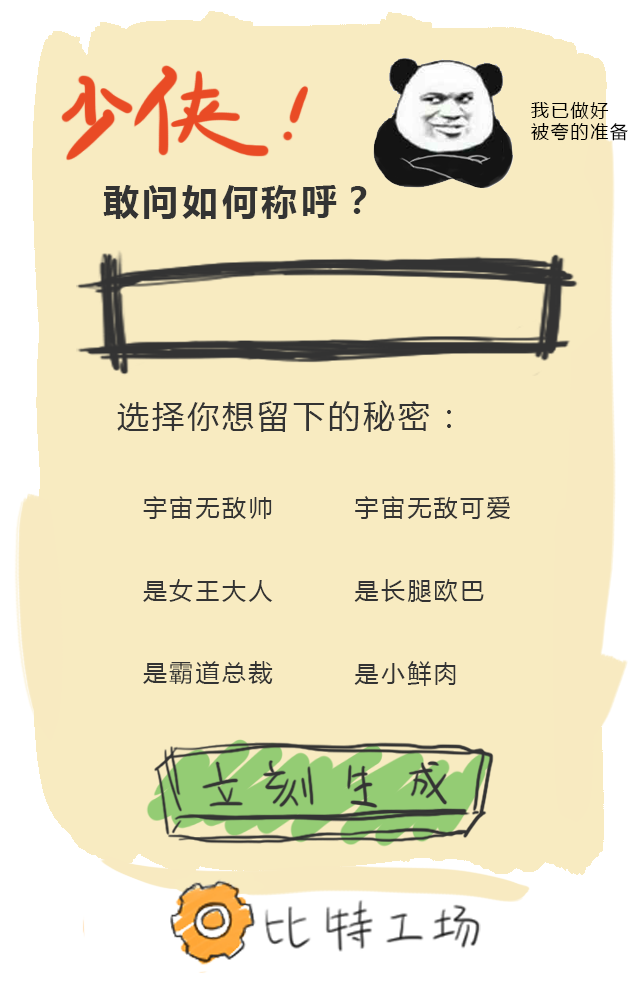 少侠！
我已做好
被夸的准备
敢问如何称呼？
选择你想留下的秘密：
宇宙无敌帅 宇宙无敌可爱
是女王大人 是长腿欧巴
是霸道总裁 是小鲜肉
立刻生成
比特工场